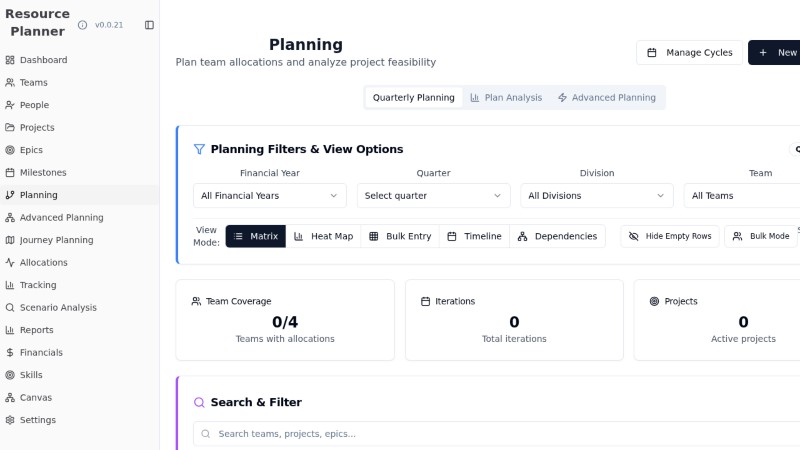 Resource
Planner
v0.0.21
Dashboard
Teams
People
Projects
Epics
Milestones
Planning
Advanced Planning
Journey Planning
Allocations
Tracking
Scenario Analysis
Reports
Financials
Skills
Canvas
Settings
Planning
Plan team allocations and analyze project feasibility
Manage Cycles
New
Quarterly Planning
Plan Analysis
Advanced Planning
Planning Filters & View Options
Financial Year
Quarter
Division
Team
All Financial Years
Select quarter
All Divisions
All Teams
View
Mode:
Matrix
Heat Map
Bulk Entry
Timeline
Dependencies
Hide Empty Rows
Bulk Mode
Team Coverage
0/4
Teams with allocations
Iterations
0
Total iterations
Projects
0
Active projects
Search & Filter
Search teams, projects, epics...